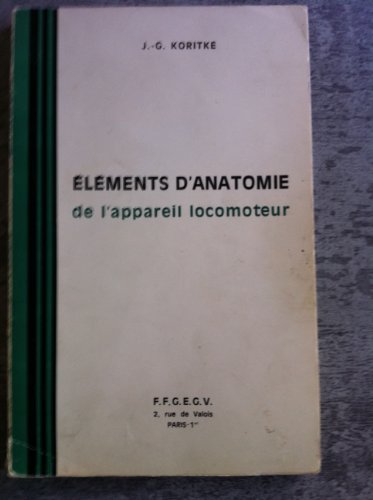 J.-G. KORITKÉ
ÉLÉMENTS D'ANATOMIE
de l'appareil locomoteur
F.F.G.E.G.V.
2, rue de Valois
PARIS-1er